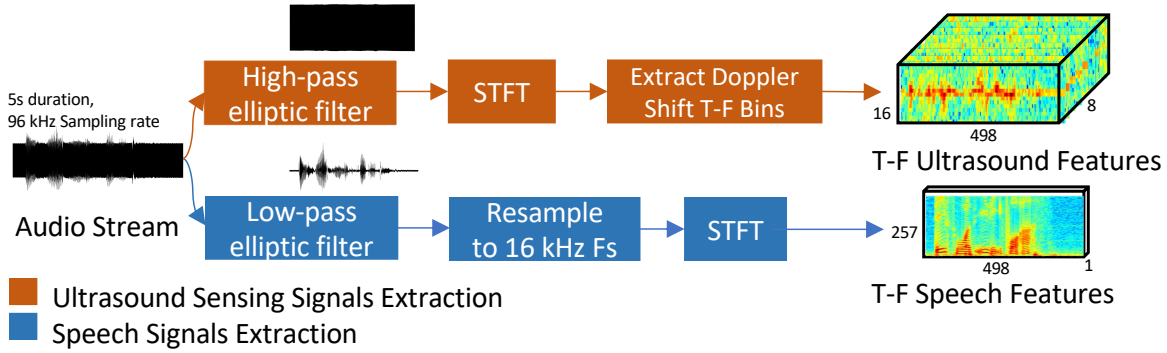 5s duration,
96 kHz Sampling rate
Audio Stream
High-pass
elliptic filter
STFT
Extract Doppler
Shift T-F Bins
16
498
8
T-F Ultrasound Features
Low-pass
elliptic filter
Resample
to 16 kHz Fs
STFT
257
498
1
T-F Speech Features
Ultrasound Sensing Signals Extraction
Speech Signals Extraction